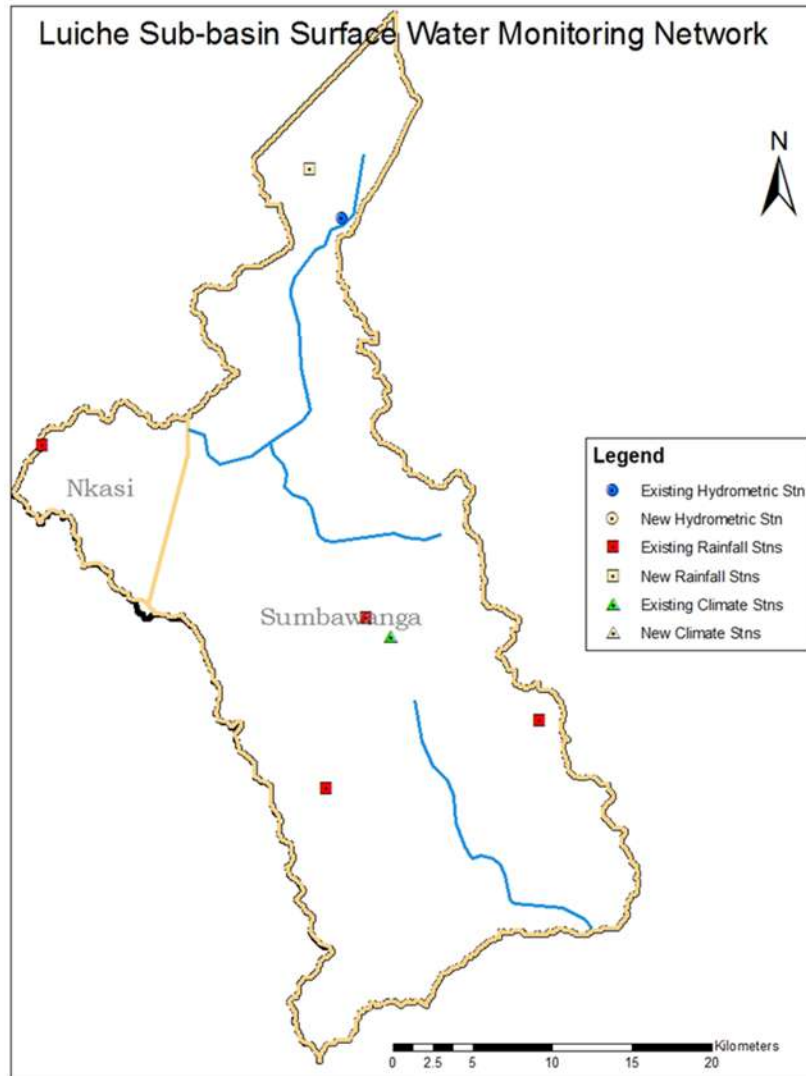 Luiche Sub-basin Surface Water Monitoring Network
N
Nkasi
Sumbawanga
Legend
Existing Hydrometric Stn
New Hydrometric Stn
Existing Rainfall Stns
New Rainfall Stns
Existing Climate Stns
New Climate Stns
Kilometers
0 2.5 5 10 15 20